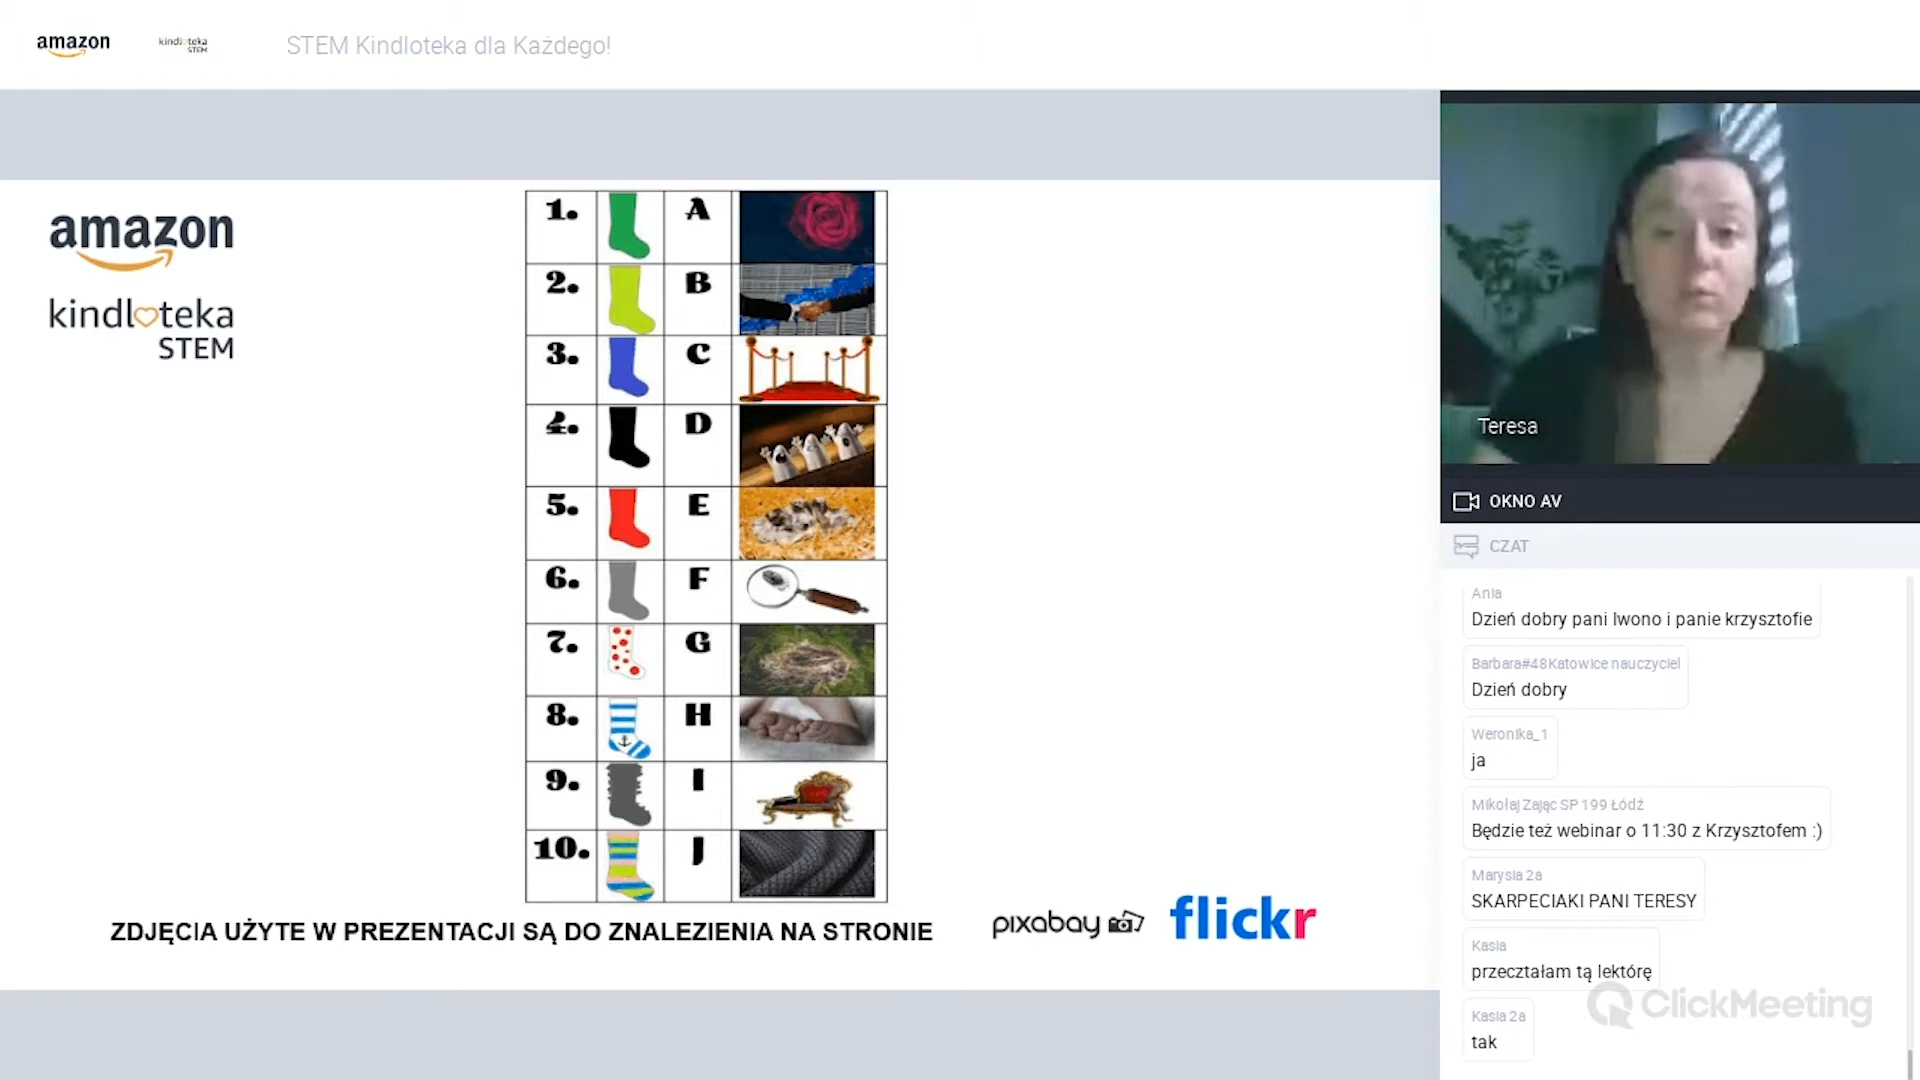 amazon
kindloteka
STEM
STEM Kindloteka dla Każdego!
amazon
kindloteka
STEM
1. A
2. B
3. C
4. D
5. E
6. F
7. G
8. H
9. I
10. J
ZDJĘCIA UŻYTE W PREZENTACJI SĄ DO ZNALEZIENIA NA STRONIE
pixabay
flickr
Teresa
OKNO AV
CZAT
Ania
Dzień dobry pani Iwono i panie krzysztofie
Barbara#48Katowice nauczyciel
Dzień dobry
Weronika_1
ja
Mikołaj Zając SP 199 Łódź
Będzie też webinar o 11:30 z Krzysztofem :)
Marysia 2a
SKARPECIAKI PANI TERESY
Kasia
przecztałam tą lektórę
Kasia 2a
tak
ClickMeeting